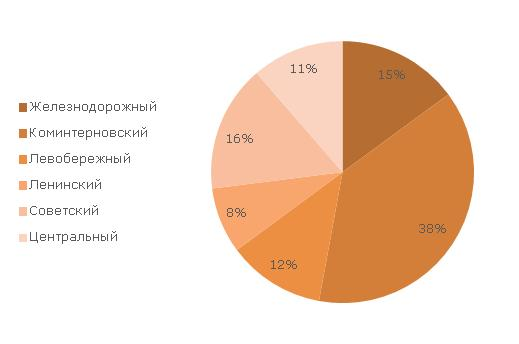 Железнодорожный
Коминтерновский
Левобережный
Ленинский
Советский
Центральный
15%
38%
12%
8%
16%
11%